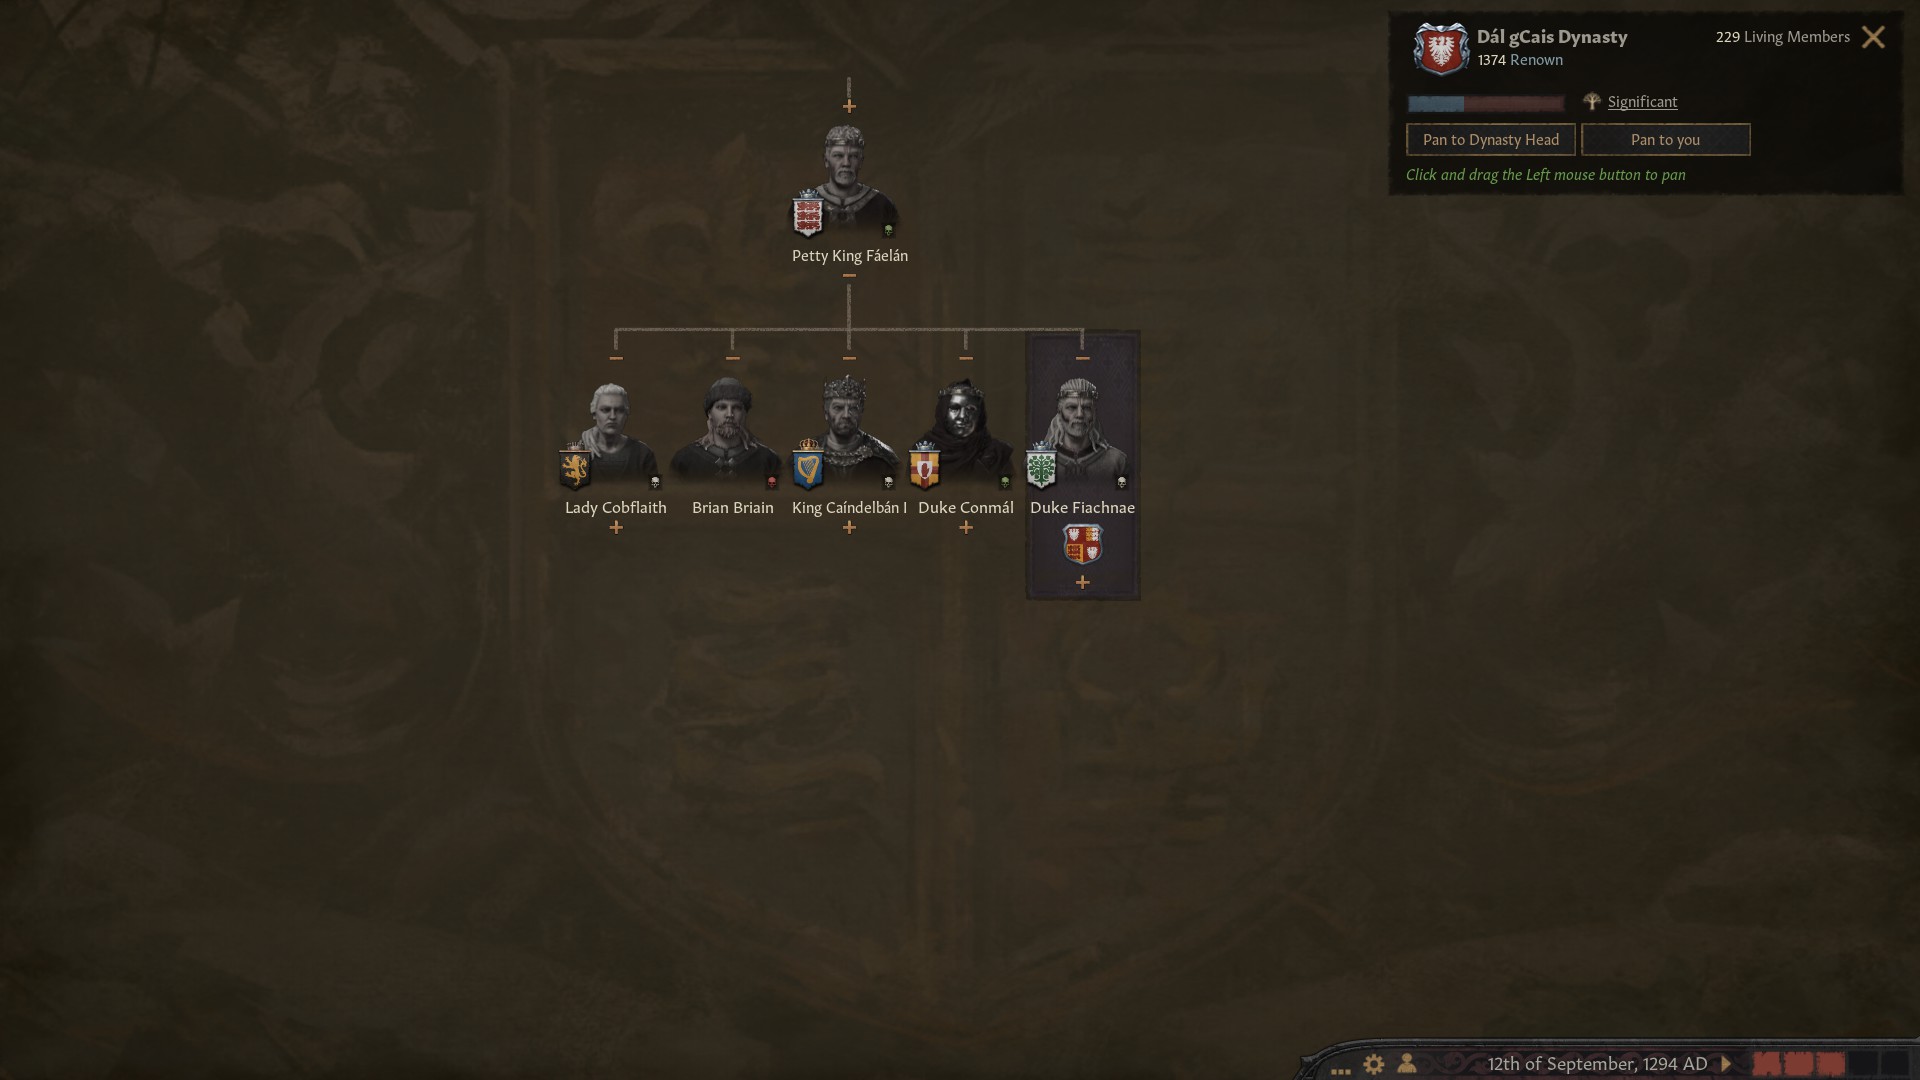 Dál gCais Dynasty
229 Living Members
1374 Renown
Significant
Pan to Dynasty Head
Pan to you
Click and drag the Left mouse button to pan
Petty King Fáelán
Lady Cobflaith
Brian Briain
King Caíndelbán I
Duke Conmál
Duke Fiachnae
12th of September, 1294 AD